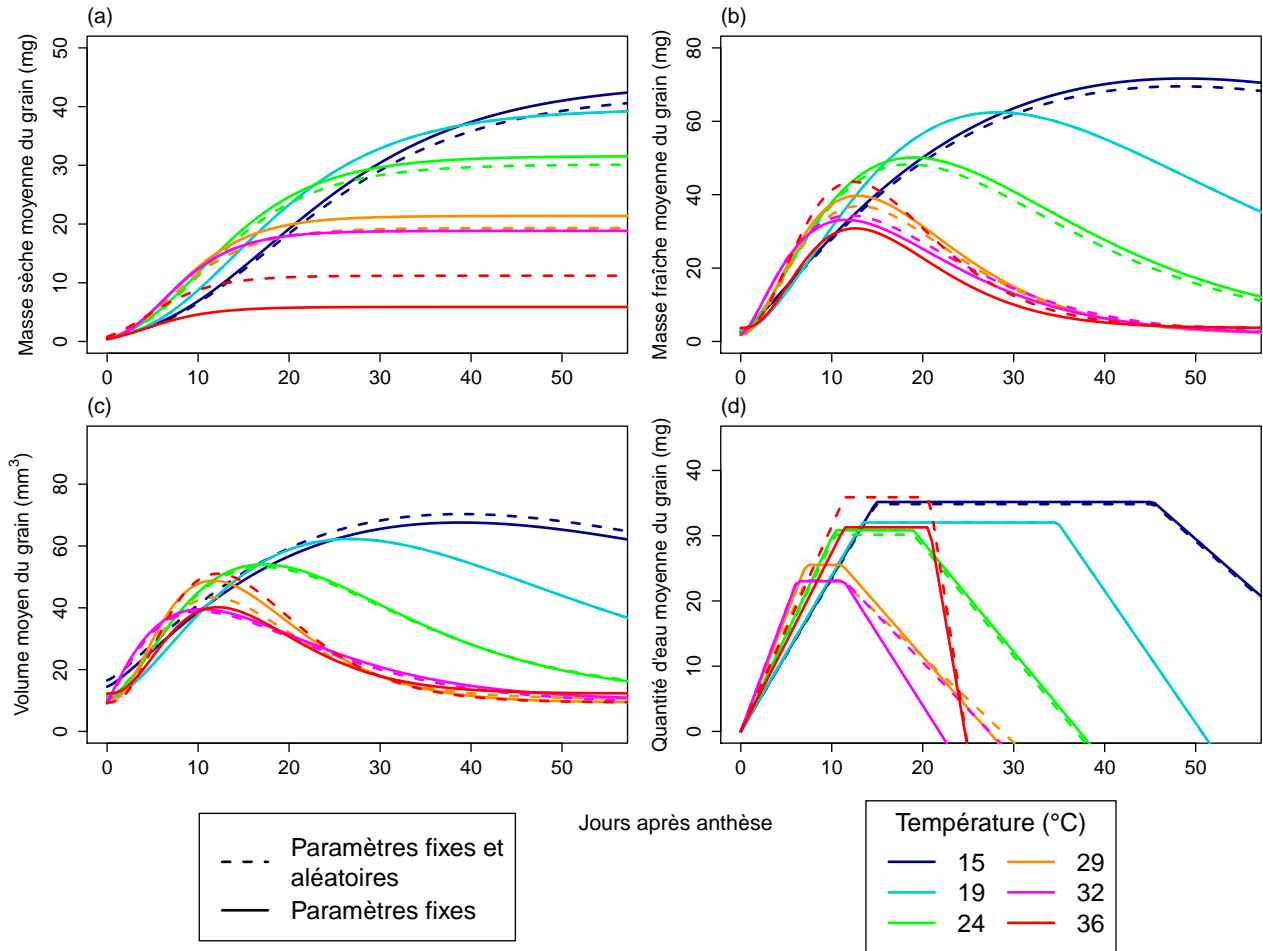 (a)
Masse sèche moyenne du grain (mg)
50
40
30
20
10
0
0 10 20 30 40 50
(b)
Masse fraîche moyenne du grain (mg)
80
60
40
20
0
0 10 20 30 40 50
(c)
Volume moyen du grain (mm³)
80
60
40
20
0
0 10 20 30 40 50
(d)
Quantité d'eau moyenne du grain (mg)
40
30
20
10
0
0 10 20 30 40 50
Jours après anthèse
Paramètres fixes et
aléatoires
Paramètres fixes
Température (°C)
15 29
19 32
24 36